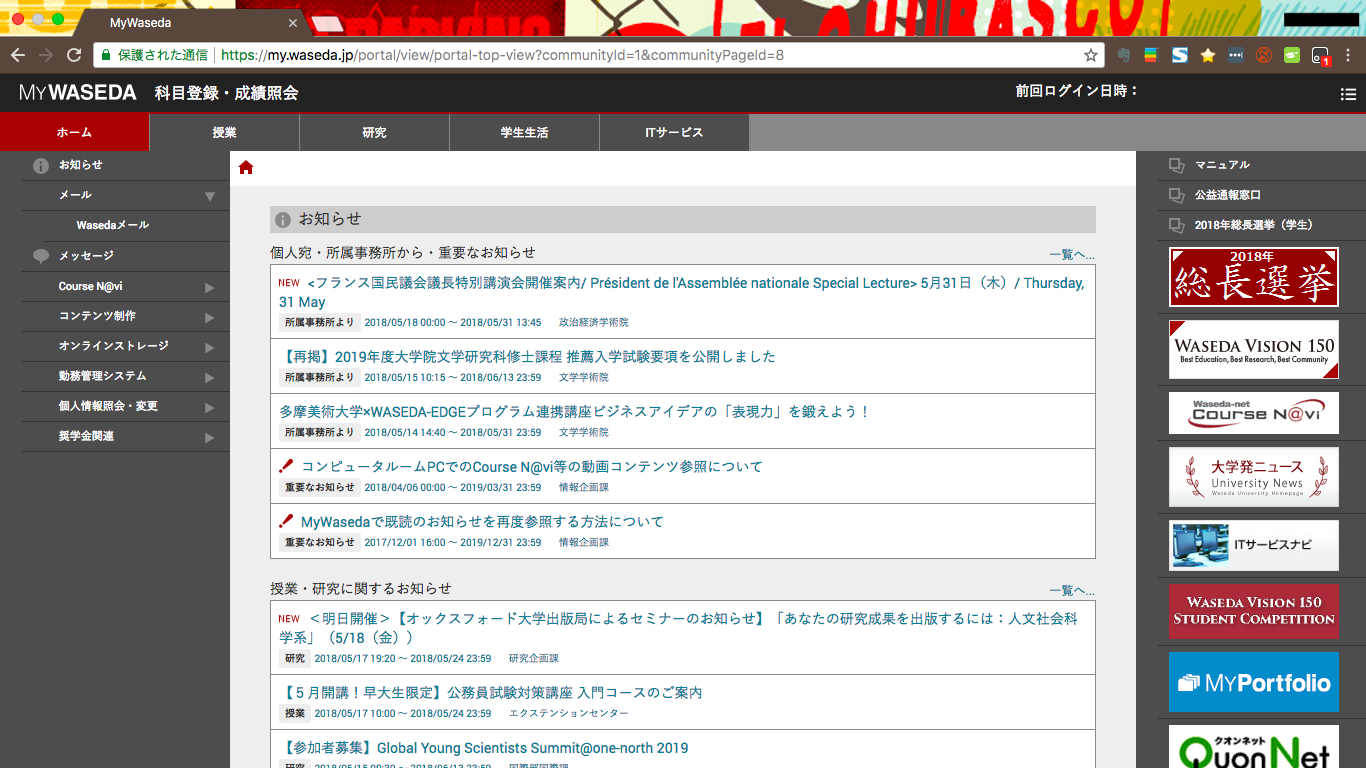 MyWaseda
保護された通信 | https://my.waseda.jp/portal/view/portal-top-view?communityId=1&communityPageId=8
MYWASEDA 科目登録・成績照会
前回ログイン日時：
ホーム 授業 研究 学生生活 ITサービス
お知らせ
メール
Wasedaメール
メッセージ
Course N@vi
コンテンツ制作
オンラインストレージ
勤務管理システム
個人情報照会・変更
奨学金関連
お知らせ
個人宛・所属事務所から・重要なお知らせ 一覧へ...
NEW <フランス国民議会議長特別講演会開催案内/ Président de l'Assemblée nationale Special Lecture> 5月31日（木）/ Thursday,
31 May
所属事務所より 2018/05/18 00:00 ～ 2018/05/31 13:45 政治経済学術院
【再掲】2019年度大学院文学研究科修士課程 推薦入学試験要項を公開しました
所属事務所より 2018/05/15 10:15 ～ 2018/06/13 23:59 文学学術院
多摩美術大学×WASEDA-EDGEプログラム連携講座ビジネスアイデアの「表現力」を鍛えよう！
所属事務所より 2018/05/14 14:40 ～ 2018/05/31 23:59 文学学術院
コンピュータルームPCでのCourse N@vi等の動画コンテンツ参照について
重要なお知らせ 2018/04/06 00:00 ～ 2019/03/31 23:59 情報企画課
MyWasedaで既読のお知らせを再度参照する方法について
重要なお知らせ 2017/12/01 16:00 ～ 2019/12/31 23:59 情報企画課
授業・研究に関するお知らせ 一覧へ...
NEW ＜明日開催＞【オックスフォード大学出版局によるセミナーのお知らせ】「あなたの研究成果を出版するには：人文社会科
学系」（5/18（金））
研究 2018/05/17 19:20 ～ 2018/05/24 23:59 研究企画課
【５月開講！早大生限定】公務員試験対策講座 入門コースのご案内
授業 2018/05/17 10:00 ～ 2018/05/24 23:59 エクステンションセンター
【参加者募集】Global Young Scientists Summit@one-north 2019
マニュアル
公益通報窓口
2018年総長選挙（学生）
2018年
総長選挙
WASEDA VISION 150
Best Education, Best Research, Best Community
Waseda-net
Course N@vi
大学発ニュース
University News
Waseda University Homepage
ITサービスナビ
WASEDA VISION 150
STUDENT COMPETITION
MYPortfolio
クオンネット
QuonNet